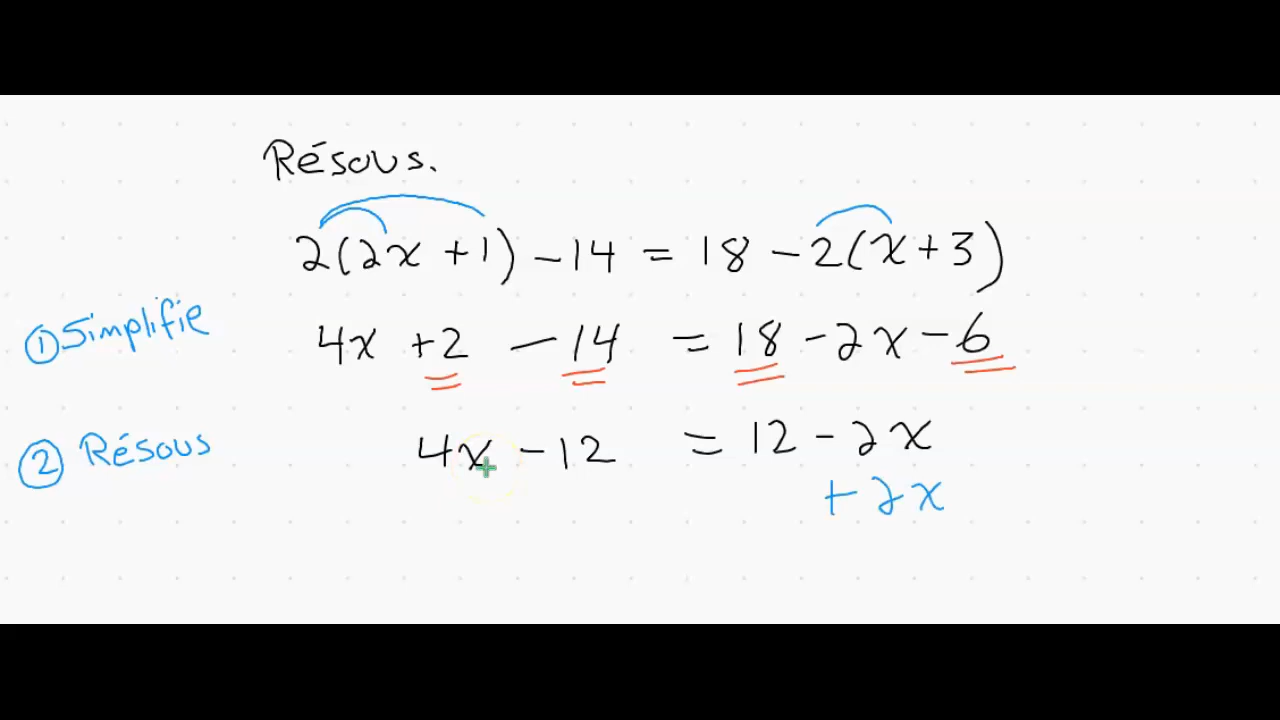 Résous.
2(2x + 1) - 14 = 18 - 2(x + 3)
① Simplifie
4x + 2 - 14 = 18 - 2x - 6
② Résous
4x - 12 = 12 - 2x
+ 2x